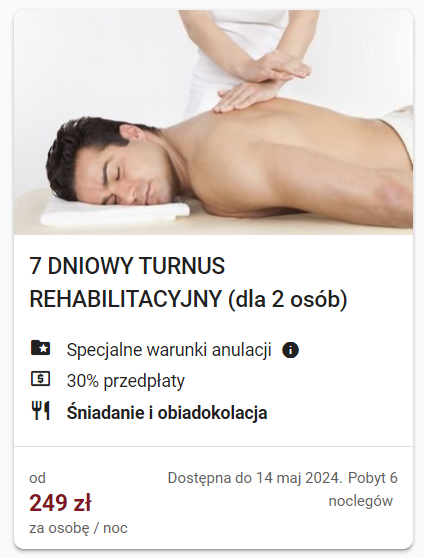 7 DNIOWY TURNUS
REHABILITACYJNY (dla 2 osób)
Specjalne warunki anulacji
30% przedpłaty
Śniadanie i obiadokolacja
od
249 zł
za osobę / noc
Dostępna do 14 maj 2024. Pobyt 6
noclegów